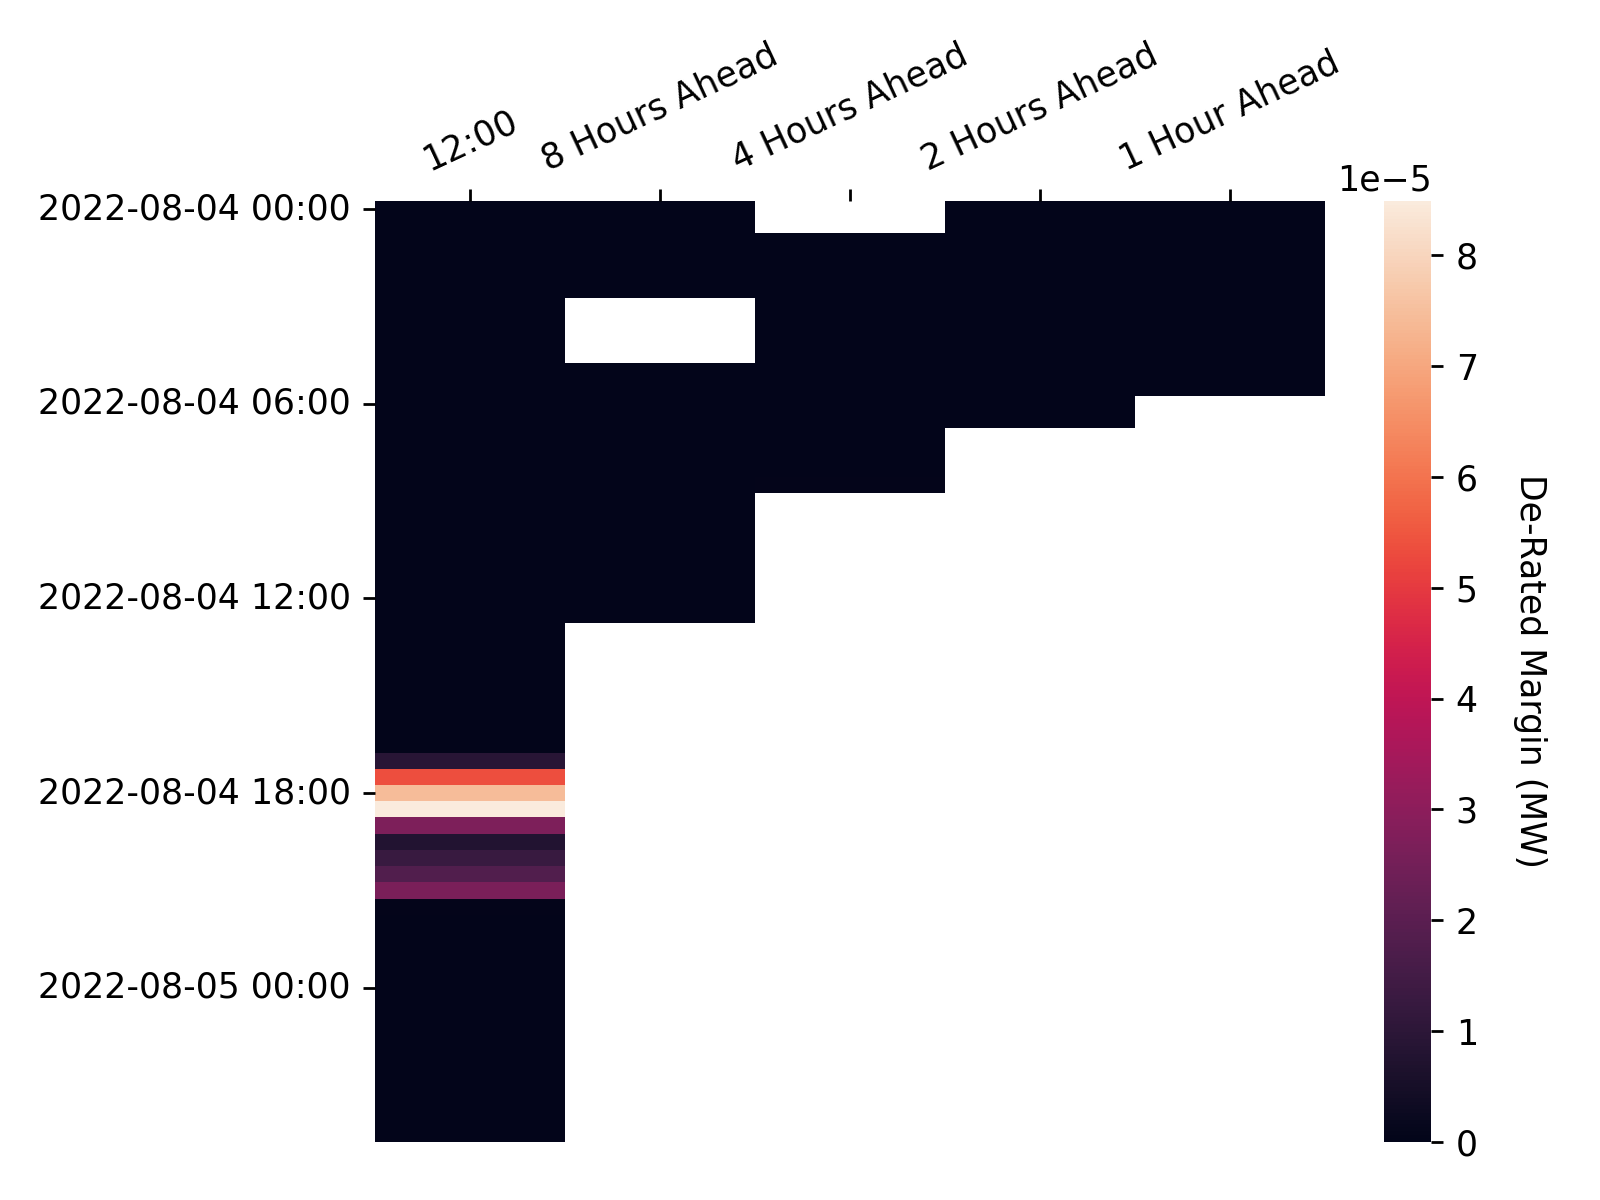 12:00
8 Hours Ahead
4 Hours Ahead
2 Hours Ahead
1 Hour Ahead
1e−5
2022-08-04 00:00
2022-08-04 06:00
2022-08-04 12:00
2022-08-04 18:00
2022-08-05 00:00
8
7
6
5
4
3
2
1
0
De-Rated Margin (MW)